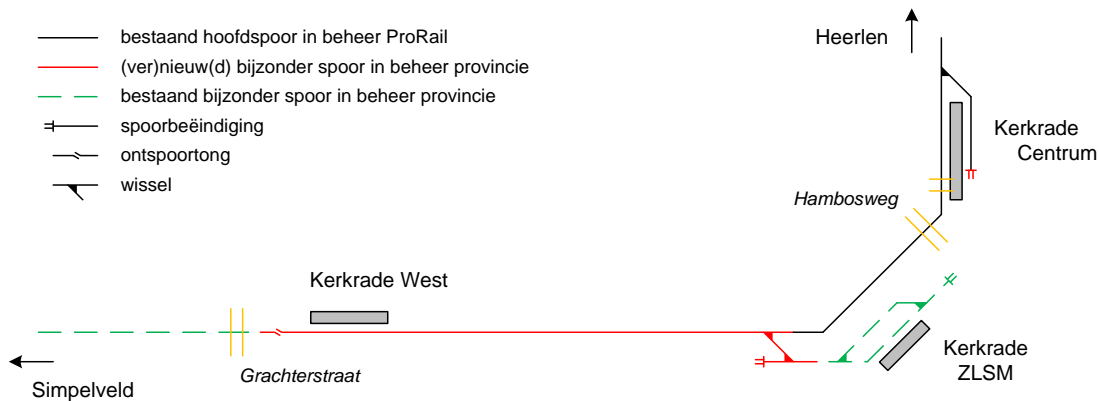 bestaand hoofdspoor in beheer ProRail
(ver)nieuw(d) bijzonder spoor in beheer provincie
bestaand bijzonder spoor in beheer provincie
spoorbeëindiging
ontspoortong
wissel
Heerlen
Kerkrade
Centrum
Hambosweg
Kerkrade West
Grachterstraat
Simpelveld
Kerkrade
ZLSM